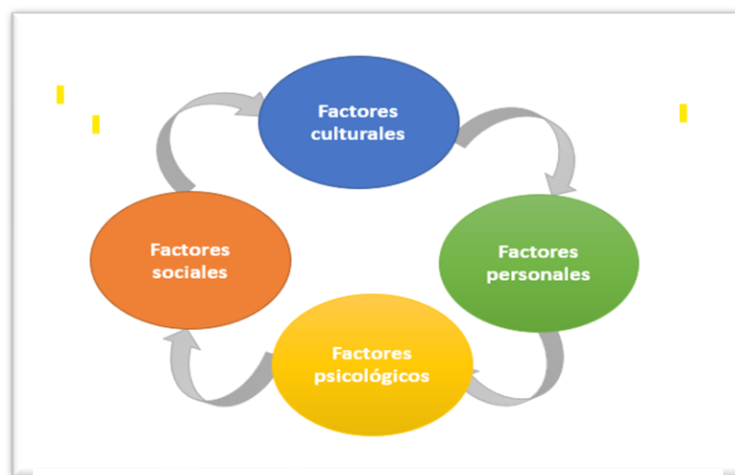 Factores
culturales
Factores
personales
Factores
psicológicos
Factores
sociales